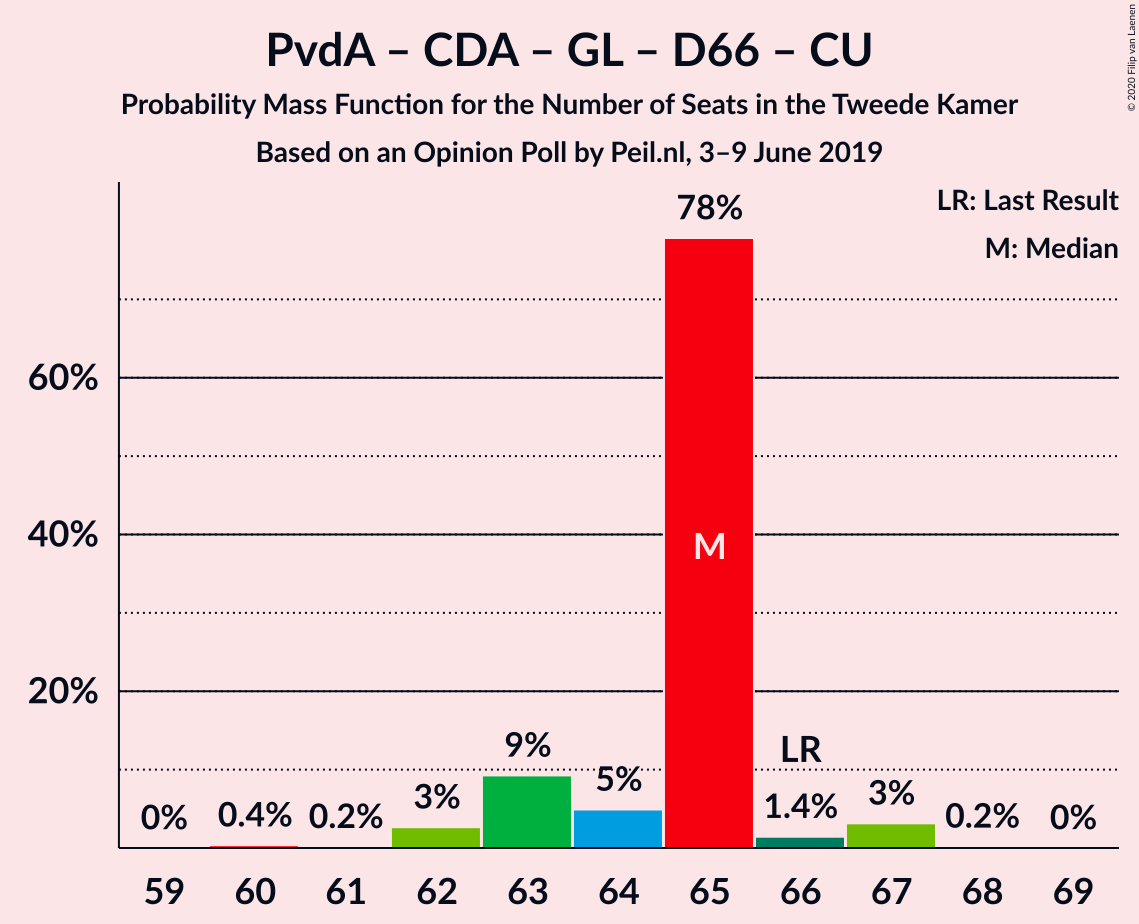 PvdA – CDA – GL – D66 – CU
Probability Mass Function for the Number of Seats in the Tweede Kamer
Based on an Opinion Poll by Peil.nl, 3–9 June 2019
© 2020 Filip van Laenen
LR: Last Result
M: Median
78%
60%
40%
20%
M
LR
0% 0.4% 0.2% 3% 9% 5% 1.4% 3% 0.2% 0%
59 60 61 62 63 64 65 66 67 68 69